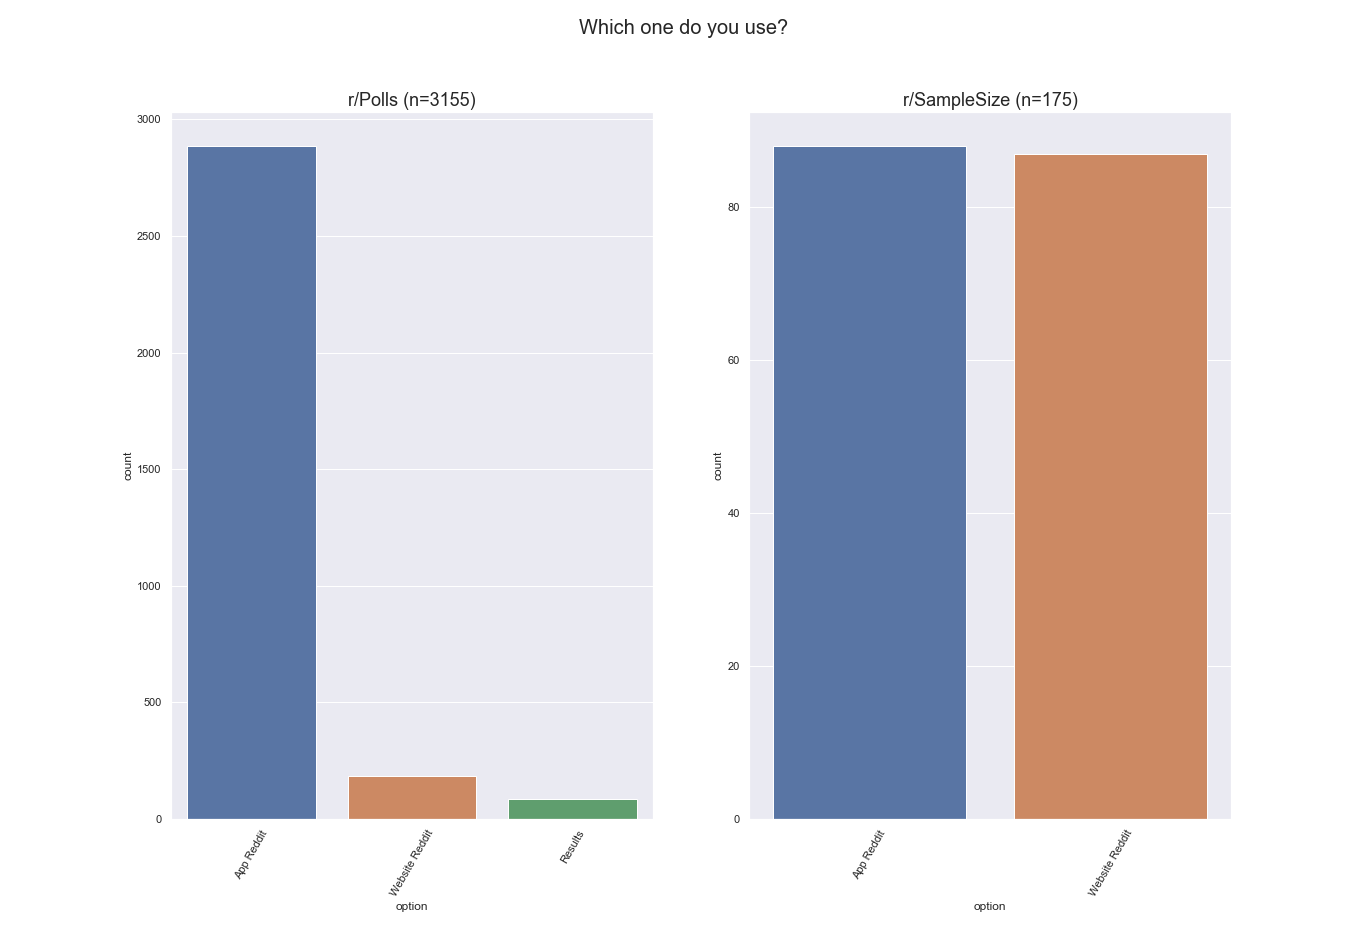 Which one do you use?
r/Polls (n=3155)
3000
2500
2000
1500
1000
500
0
count
App Reddit
Website Reddit
Results
option
r/SampleSize (n=175)
80
60
40
20
0
count
App Reddit
Website Reddit
option